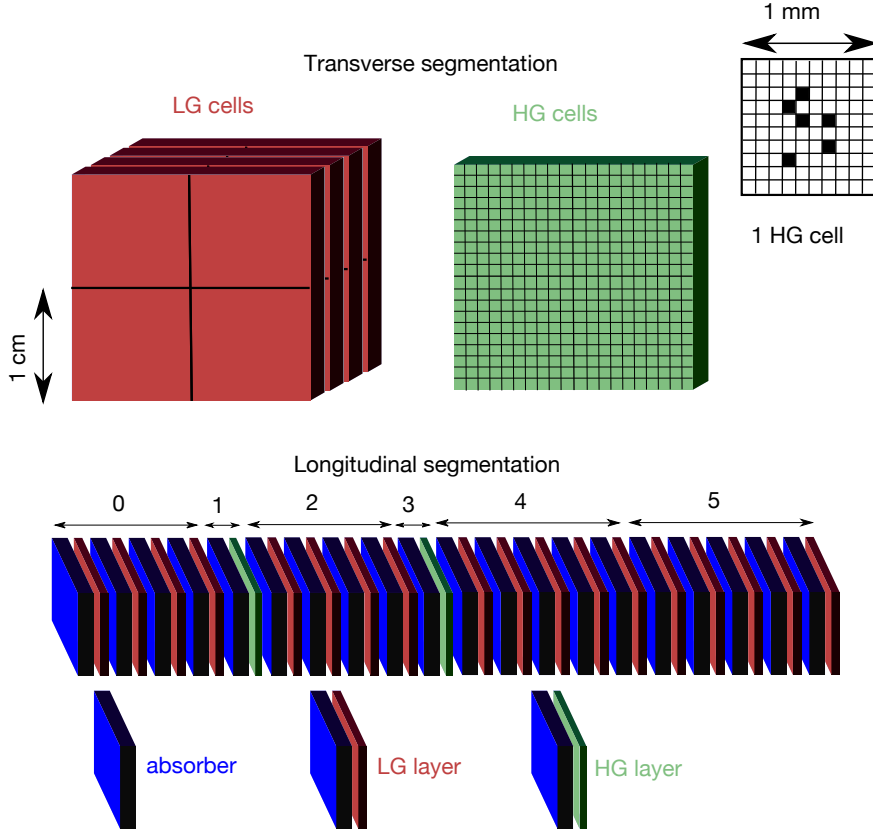 1 mm
Transverse segmentation
LG cells
HG cells
1 HG cell
1 cm
Longitudinal segmentation
0 1 2 3 4 5
absorber
LG layer
HG layer